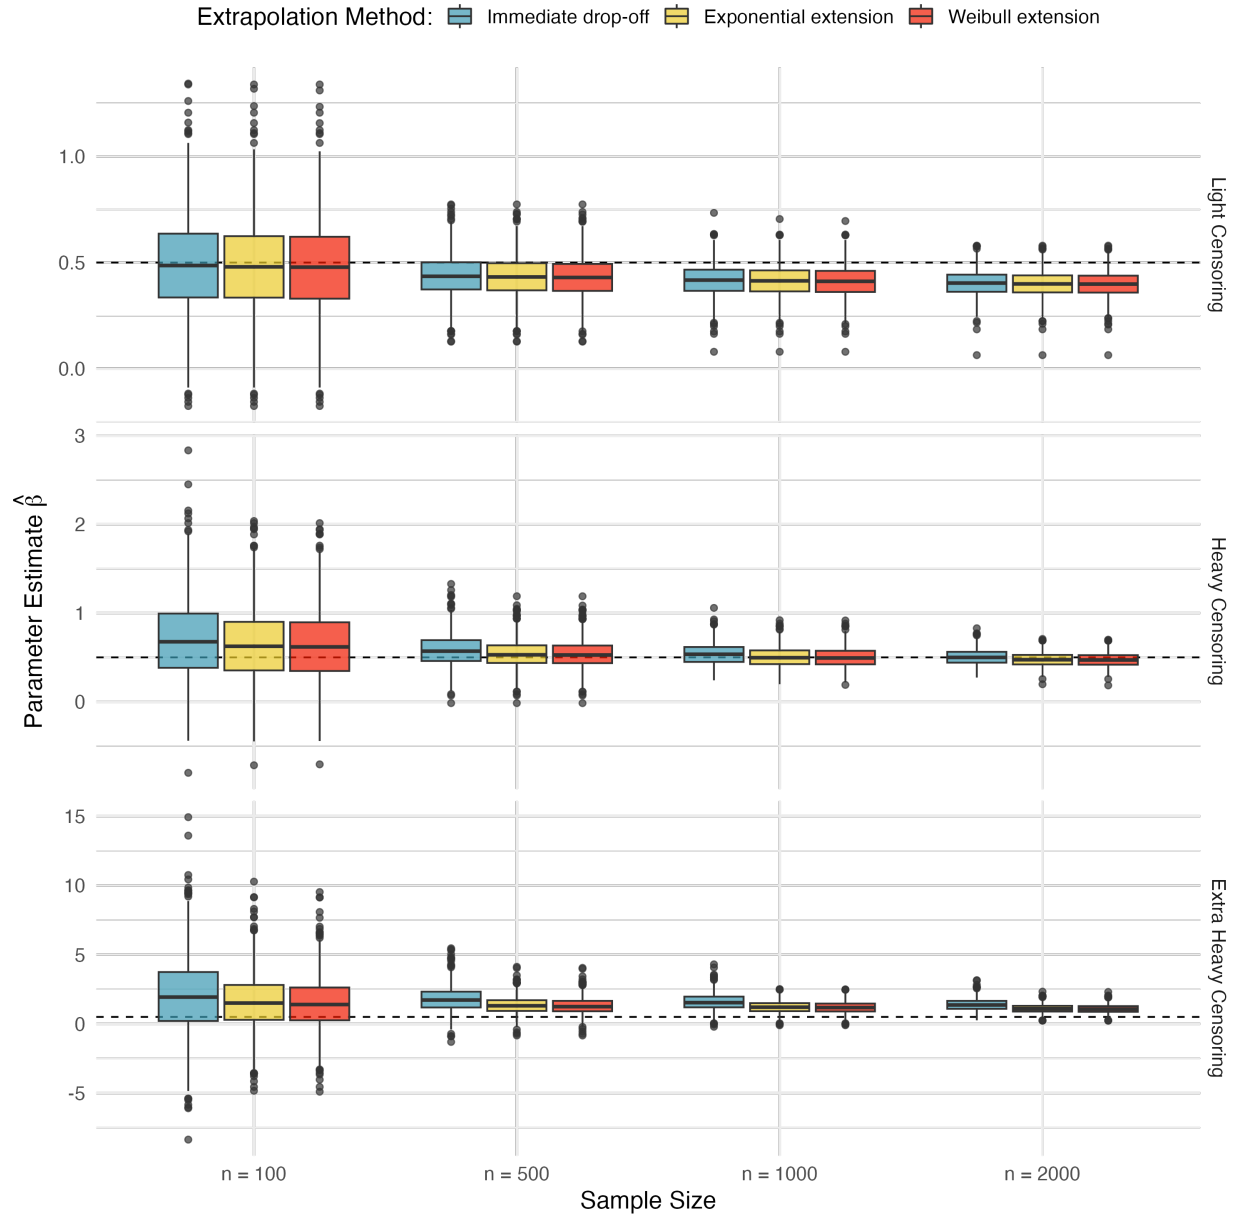 Extrapolation Method: Immediate drop-off Exponential extension Weibull extension
Parameter Estimate β̂
1.0
0.5
0.0
Light Censoring
3
2
1
0
Heavy Censoring
15
10
5
0
-5
Extra Heavy Censoring
n = 100 n = 500 n = 1000 n = 2000
Sample Size